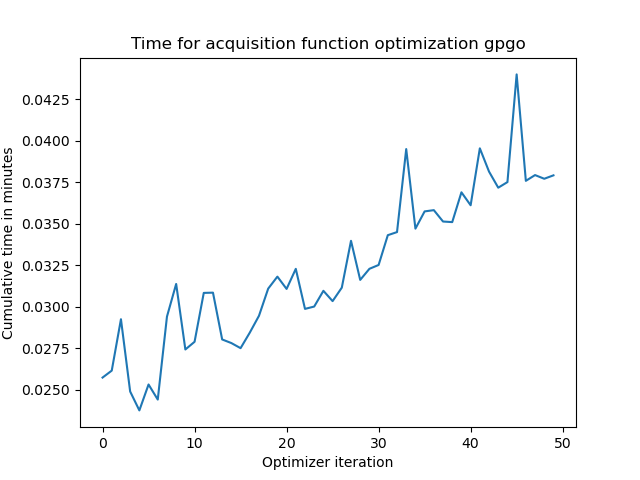 Time for acquisition function optimization gpgo
Cumulative time in minutes
0.0425
0.0400
0.0375
0.0350
0.0325
0.0300
0.0275
0.0250
0 10 20 30 40 50
Optimizer iteration